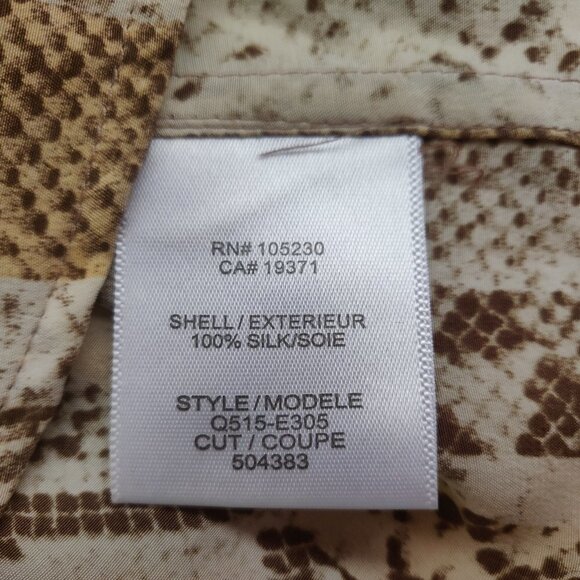 RN# 105230
CA# 19371
SHELL / EXTERIEUR
100% SILK/SOIE
STYLE / MODELE
Q515-E305
CUT / COUPE
504383